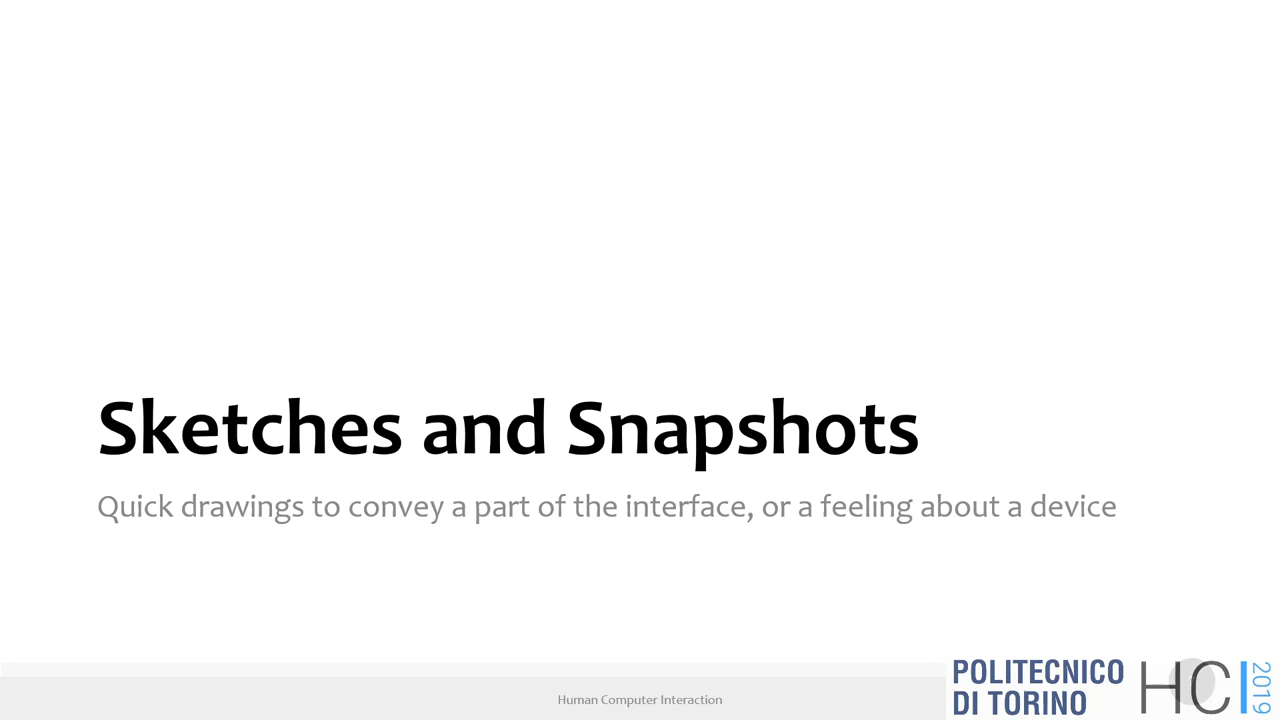 Sketches and Snapshots
Quick drawings to convey a part of the interface, or a feeling about a device
Human Computer Interaction
POLITECNICO
DI TORINO
HCI
2019